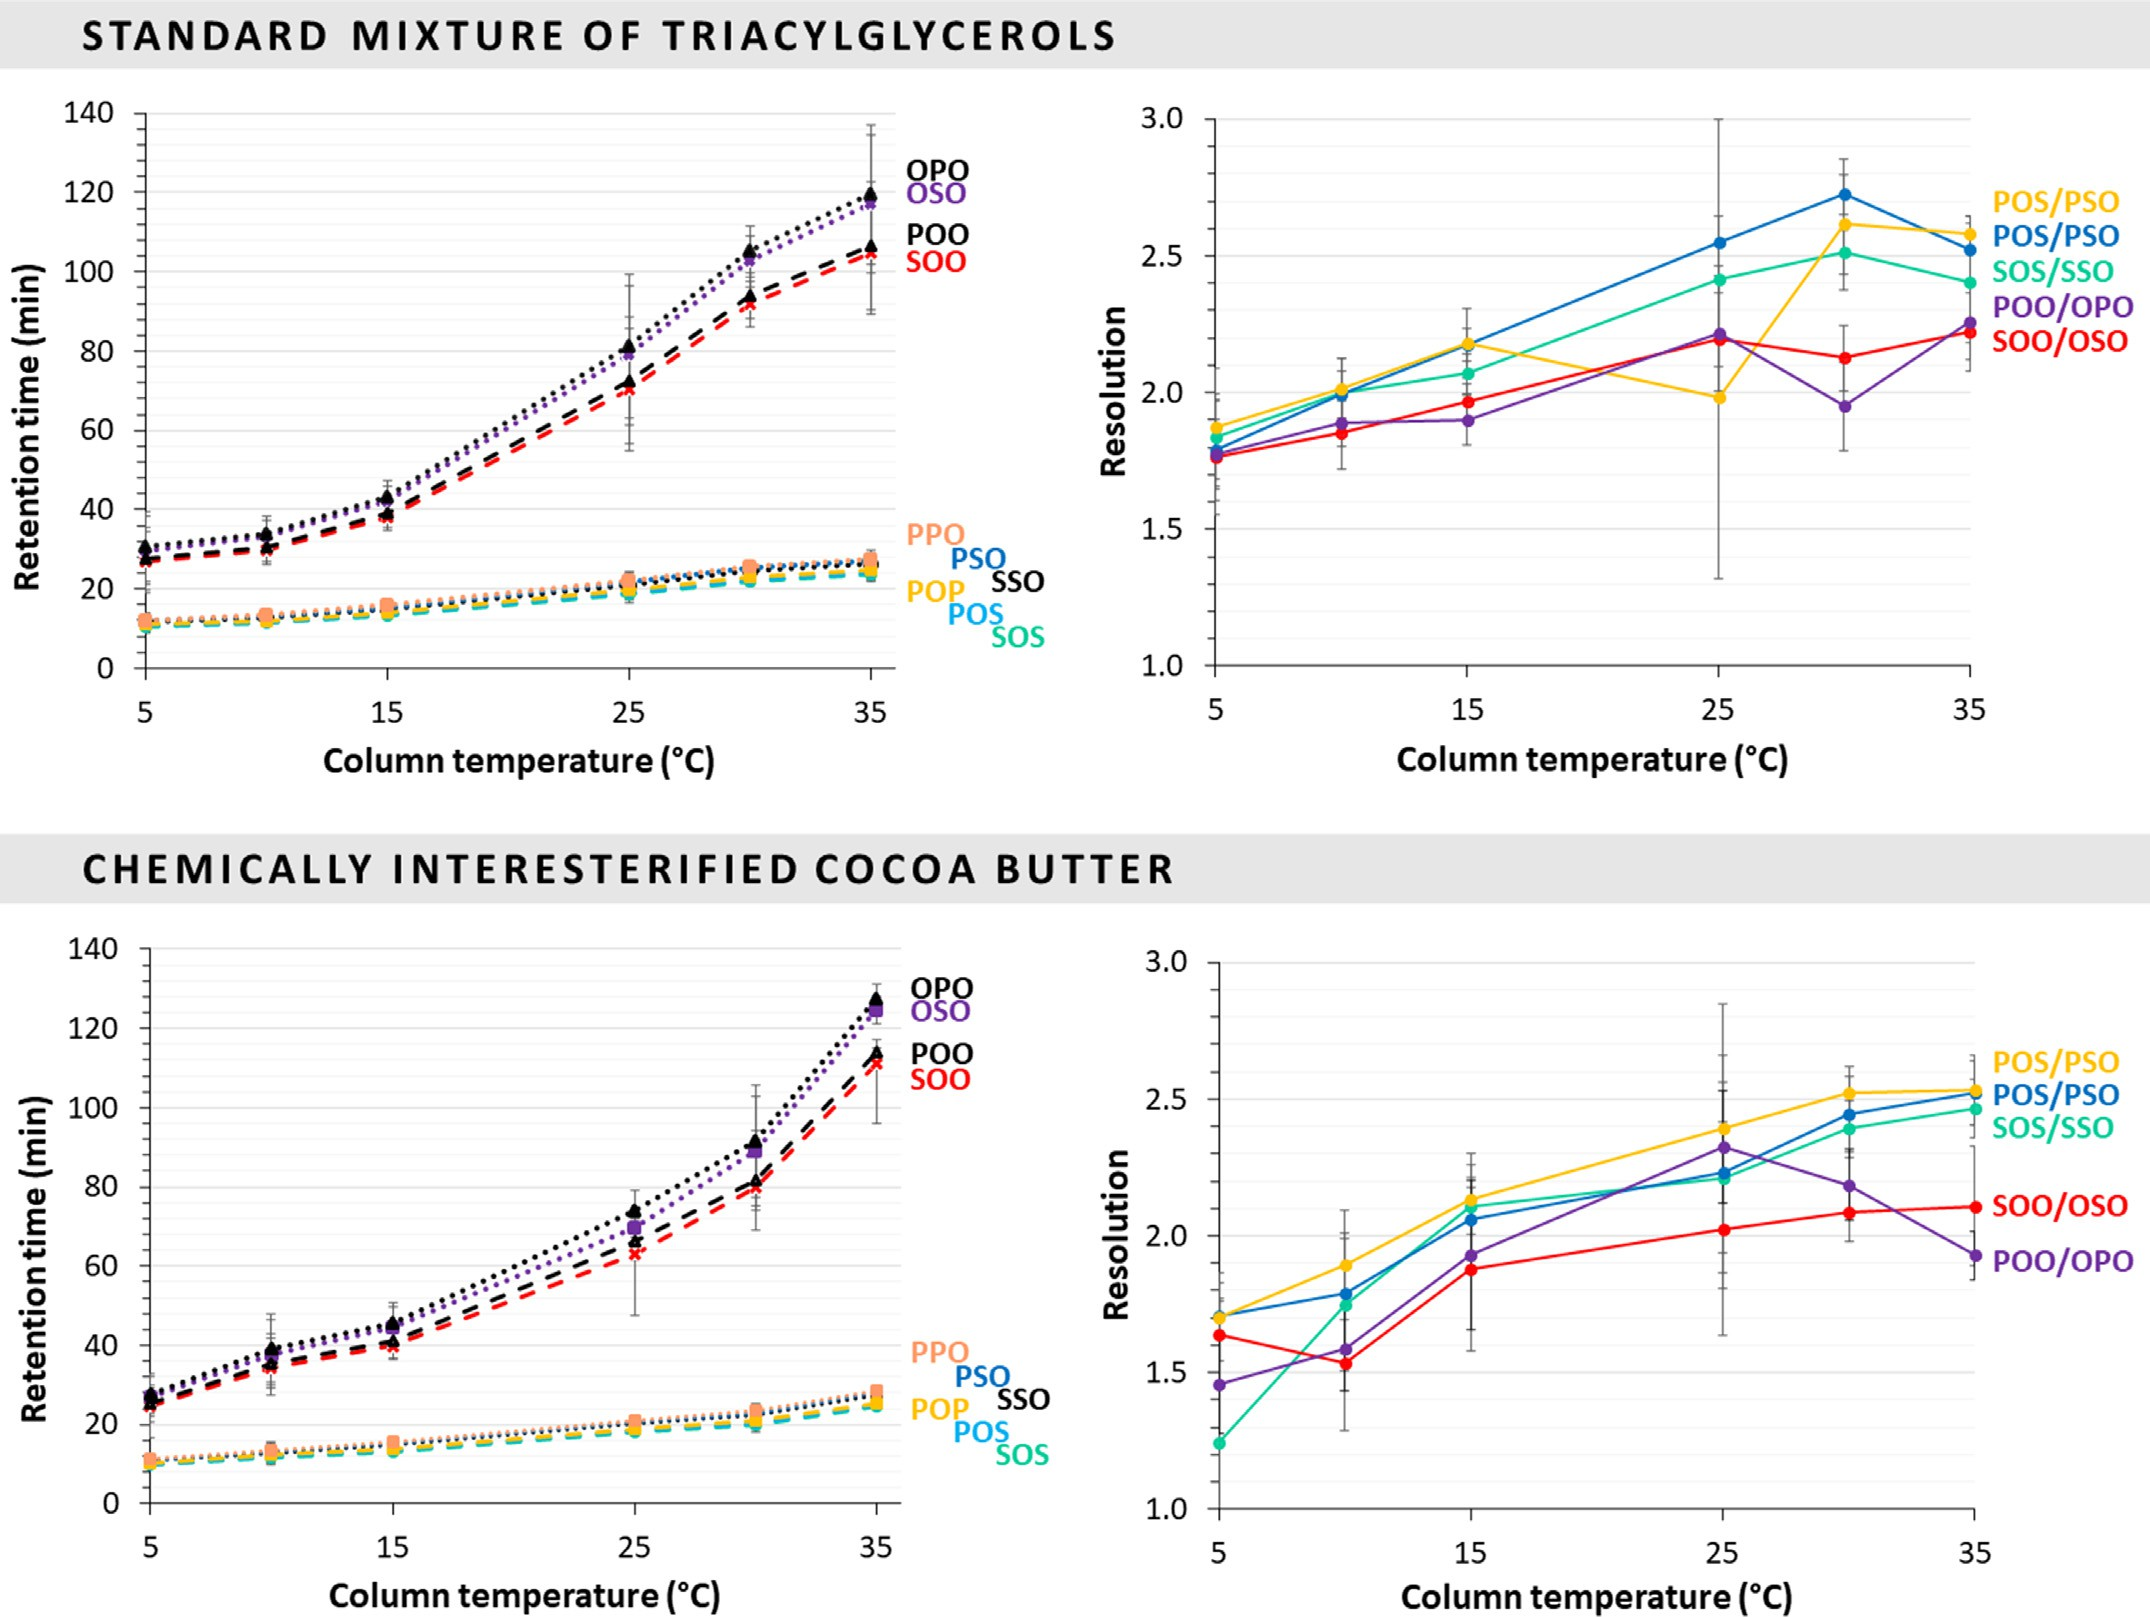 STANDARD MIXTURE OF TRIACYLGLYCEROLS
Retention time (min)
140
120
100
80
60
40
20
0
5
15
25
35
Column temperature (°C)
OPO
OSO
POO
SOO
PPO
PSO
SSO
POP
POS
SOS
Resolution
3.0
2.5
2.0
1.5
1.0
5
15
25
35
Column temperature (°C)
POS/PSO
POS/PSO
SOS/SSO
POO/OPO
SOO/OSO
CHEMICALLY INTERESTERIFIED COCOA BUTTER
Retention time (min)
140
120
100
80
60
40
20
0
5
15
25
35
Column temperature (°C)
OPO
OSO
POO
SOO
PPO
PSO
SSO
POP
POS
SOS
Resolution
3.0
2.5
2.0
1.5
1.0
5
15
25
35
Column temperature (°C)
POS/PSO
POS/PSO
SOS/SSO
SOO/OSO
POO/OPO